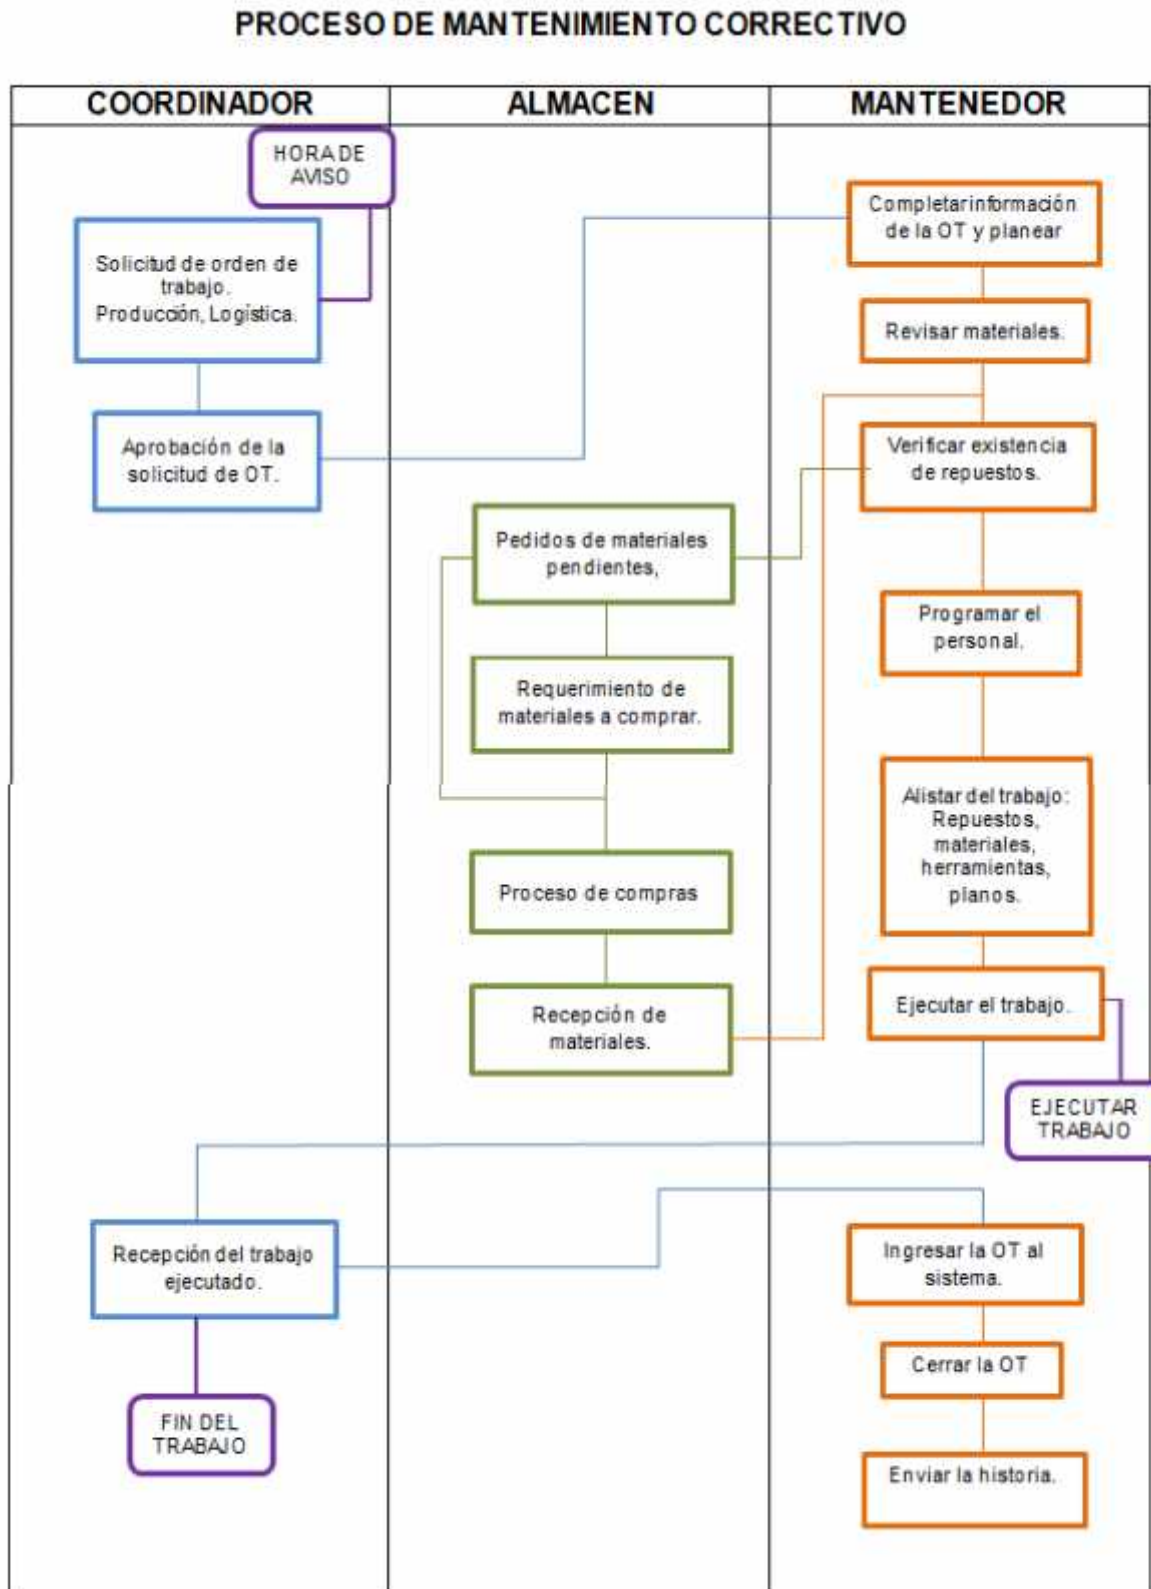 PROCESO DE MANTENIMIENTO CORRECTIVO
COORDINADOR
ALMACEN
MANTENEDOR
HORA DE
AVISO
Solicitud de orden de
trabajo.
Producción, Logística.
Aprobación de la
solicitud de OT.
Completar información
de la OT y planear
Revisar materiales.
Verificar existencia
de repuestos.
Pedidos de materiales
pendientes,
Requerimiento de
materiales a comprar.
Proceso de compras
Recepción de
materiales.
Programar el
personal.
Alistar del trabajo:
Repuestos,
materiales,
herramientas,
planos.
Ejecutar el trabajo.
EJECUTAR
TRABAJO
Recepción del trabajo
ejecutado.
FIN DEL
TRABAJO
Ingresar la OT al
sistema.
Cerrar la OT
Enviar la historia.